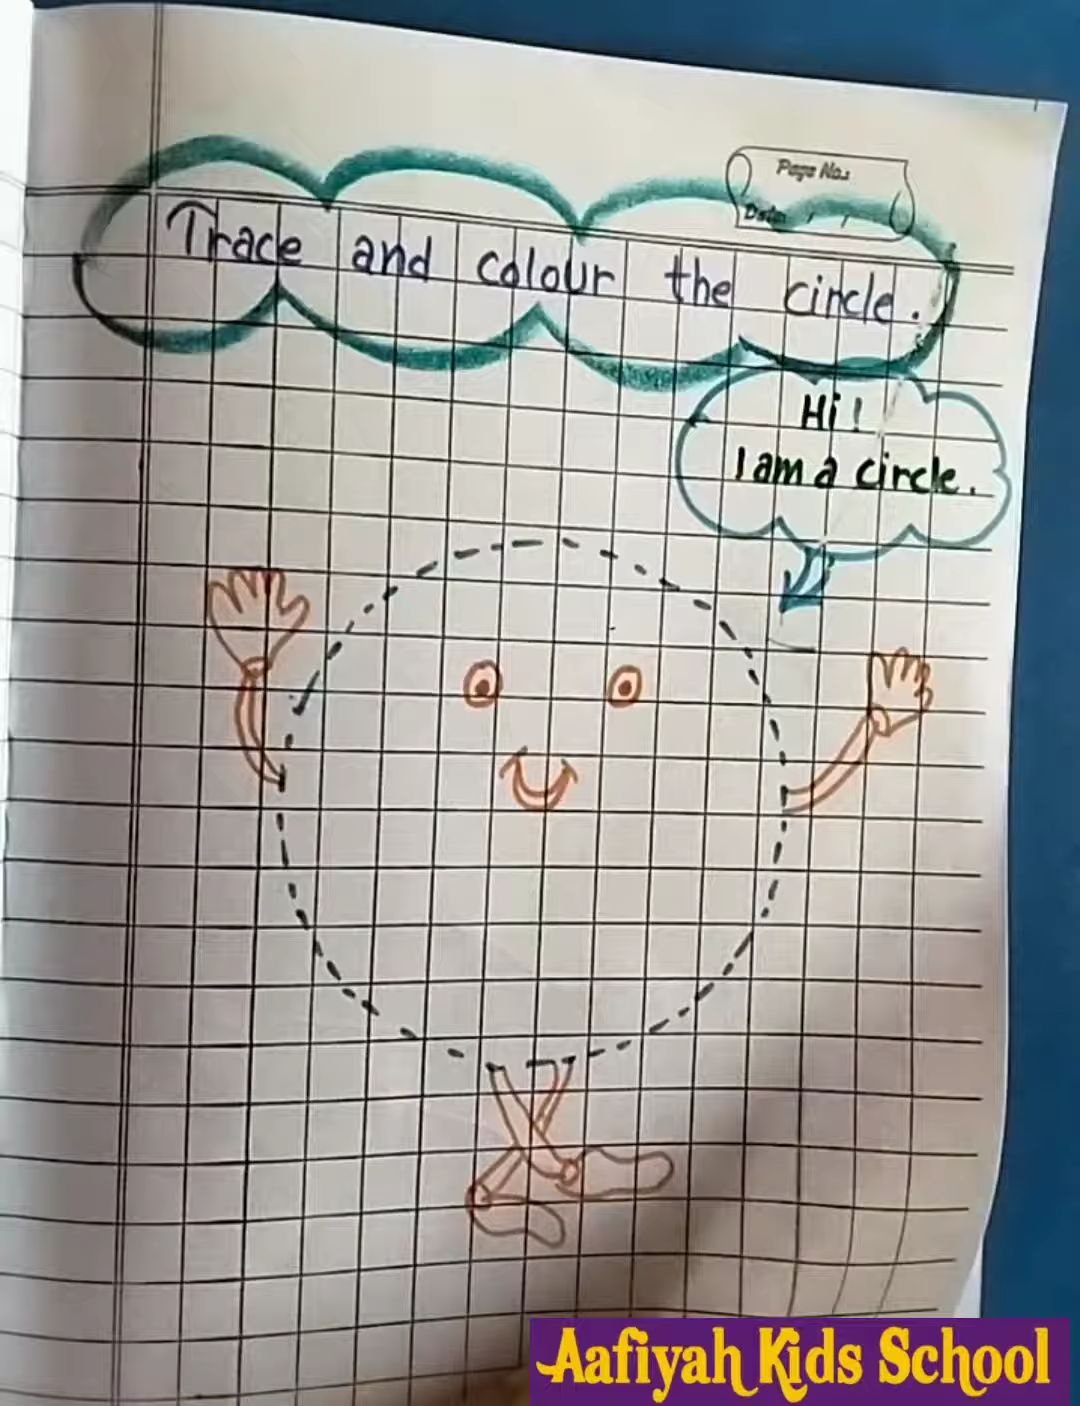 Page No.:
Date
Trace and colour the circle.
Hi!
I am a circle.
Aafiyah Kids School